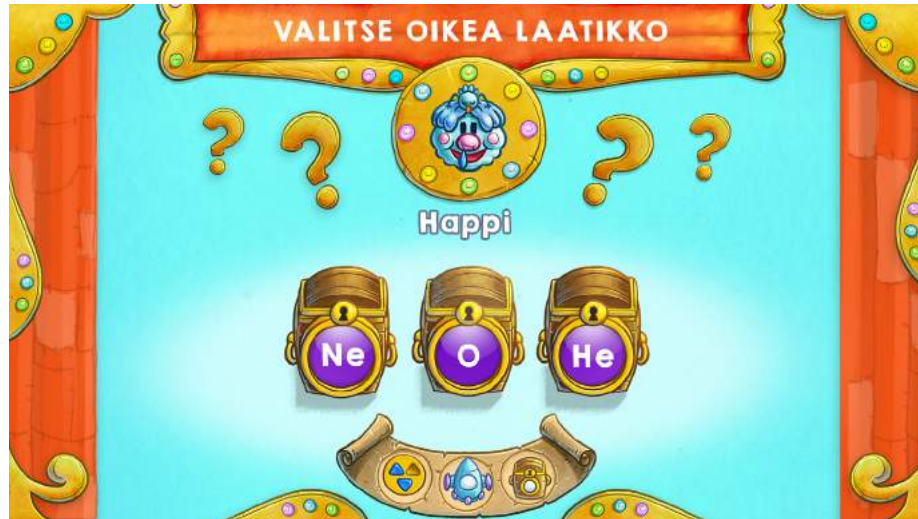 VALITSE OIKEA LAATIKKO
? ? ? ?
Happi
Ne O He